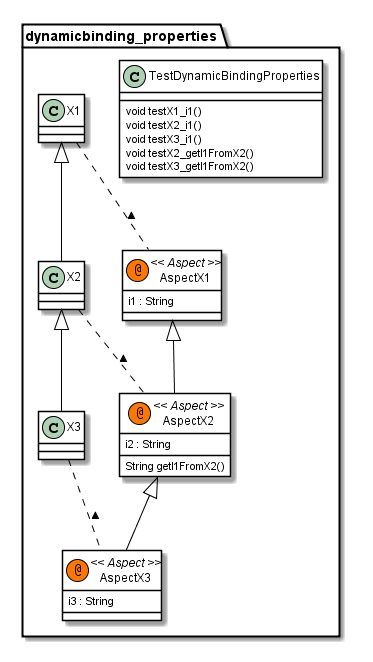 dynamicbinding_properties
C TestDynamicBindingProperties
void testX1_i1()
void testX2_i1()
void testX3_i1()
void testX2_getI1FromX2()
void testX3_getI1FromX2()
C X1
@ << Aspect >>
AspectX1
i1 : String
C X2
@ << Aspect >>
AspectX2
i2 : String
String getI1FromX2()
C X3
@ << Aspect >>
AspectX3
i3 : String